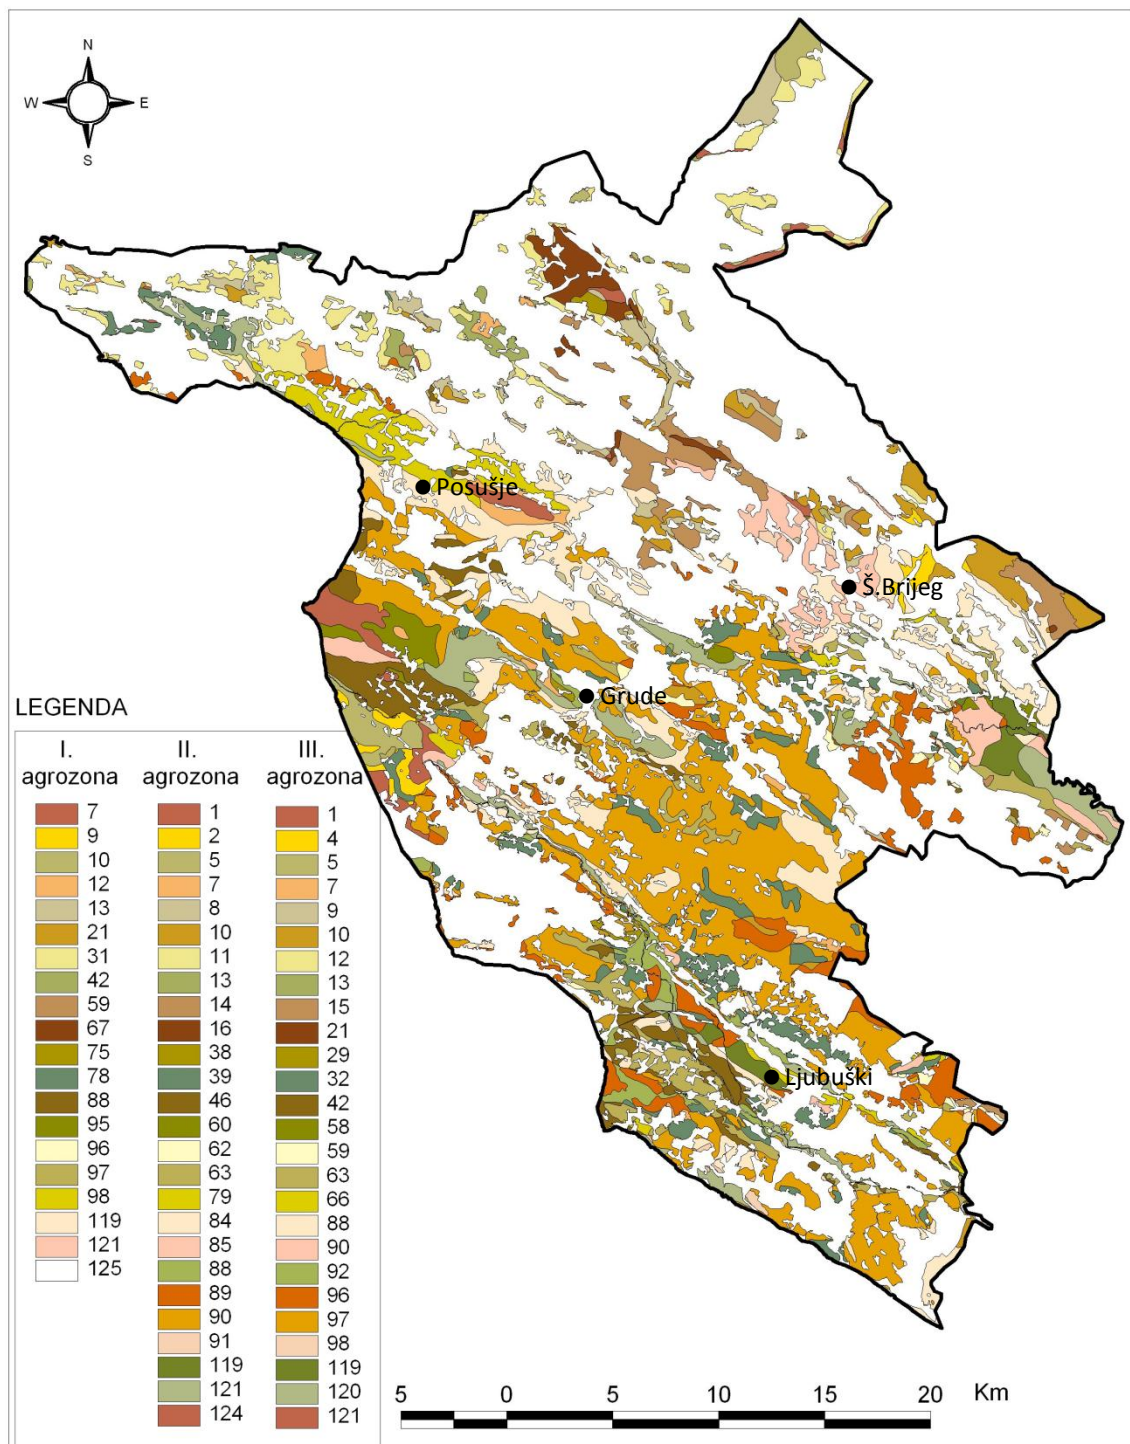 N
W E
S
Posušje
Š.Brijeg
Grude
Ljubuški
LEGENDA
I. II. III.
agrozona agrozona agrozona
7 1 1
9 2 4
10 5 5
12 7 7
13 8 9
21 10 10
31 11 12
42 13 13
59 14 15
67 16 21
75 38 29
78 39 32
88 46 42
95 60 58
96 62 59
97 63 63
98 79 66
119 84 88
121 85 90
125 88 92
89 96
90 97
91 98
119 119
121 120
124 121
5 0 5 10 15 20 Km